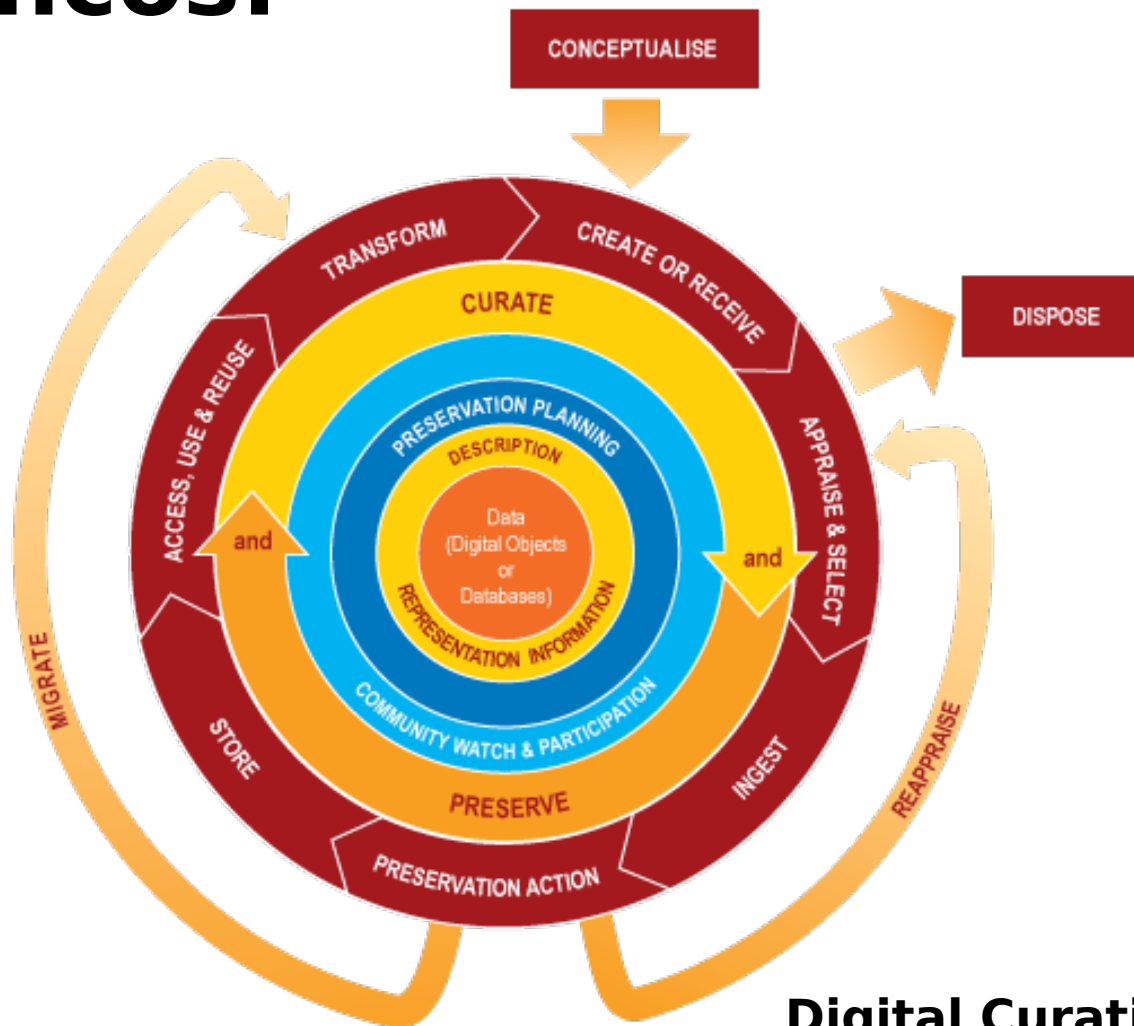 CONCEPTUALISE
TRANSFORM
CREATE OR RECEIVE
CURATE
DISPOSE
ACCESS, USE & REUSE
PRESERVATION PLANNING
DESCRIPTION
APPRAISE & SELECT
Data
(Digital Objects
or
Databases)
and
and
REPRESENTATION INFORMATION
COMMUNITY WATCH & PARTICIPATION
MIGRATE
STORE
INGEST
REAPPRAISE
PRESERVE
PRESERVATION ACTION
Digital